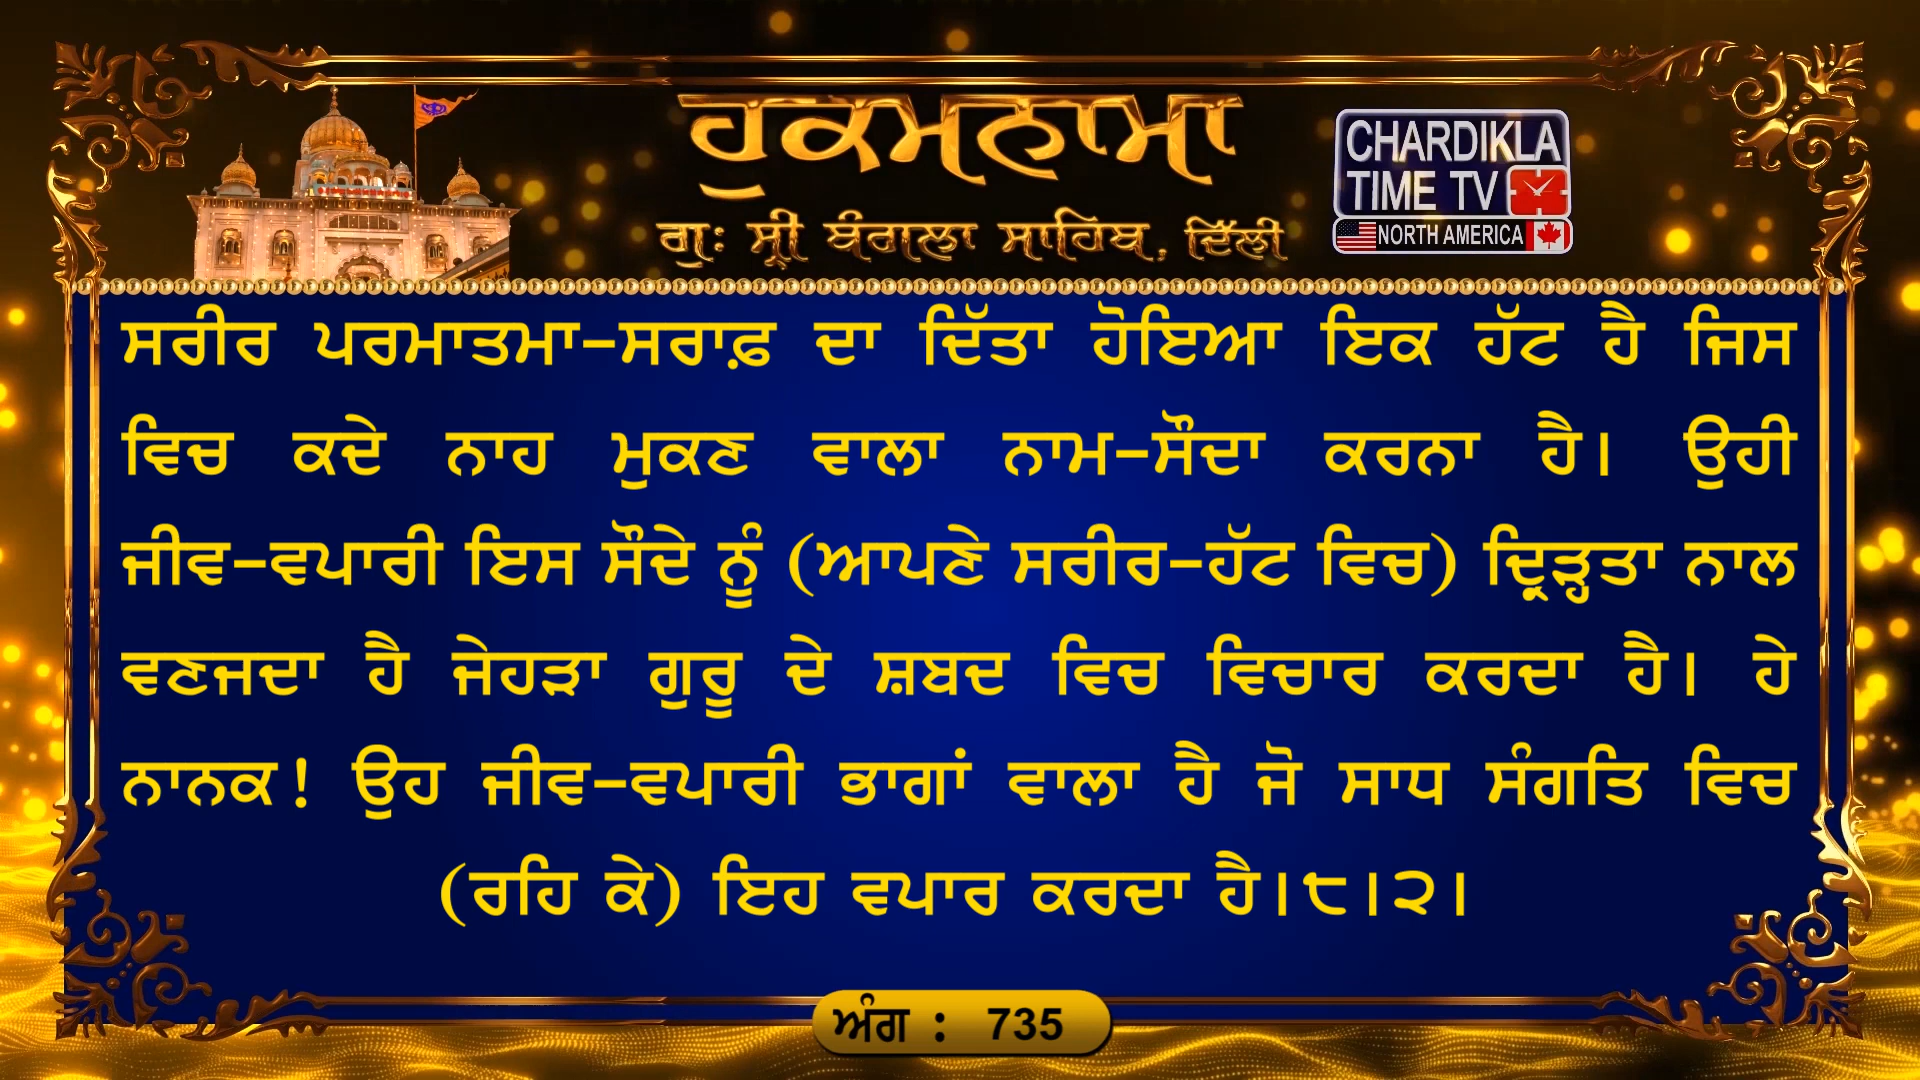 ਹੁਕਮਨਾਮਾ
ਗੁਃ ਸ੍ਰੀ ਬੰਗਲਾ ਸਾਹਿਬ, ਦਿੱਲੀ
CHARDIKLA
TIME TV
NORTH AMERICA
ਸਰੀਰ ਪਰਮਾਤਮਾ-ਸਰਾਫ਼ ਦਾ ਦਿੱਤਾ ਹੋਇਆ ਇਕ ਹੱਟ ਹੈ ਜਿਸ
ਵਿਚ ਕਦੇ ਨਾਹ ਮੁਕਣ ਵਾਲਾ ਨਾਮ-ਸੌਦਾ ਕਰਨਾ ਹੈ। ਉਹੀ
ਜੀਵ-ਵਪਾਰੀ ਇਸ ਸੌਦੇ ਨੂੰ (ਆਪਣੇ ਸਰੀਰ-ਹੱਟ ਵਿਚ) ਦ੍ਰਿੜ੍ਹਤਾ ਨਾਲ
ਵਣਜਦਾ ਹੈ ਜੇਹੜਾ ਗੁਰੂ ਦੇ ਸ਼ਬਦ ਵਿਚ ਵਿਚਾਰ ਕਰਦਾ ਹੈ। ਹੇ
ਨਾਨਕ! ਉਹ ਜੀਵ-ਵਪਾਰੀ ਭਾਗਾਂ ਵਾਲਾ ਹੈ ਜੋ ਸਾਧ ਸੰਗਤਿ ਵਿਚ
(ਰਹਿ ਕੇ) ਇਹ ਵਪਾਰ ਕਰਦਾ ਹੈ।੮।੨।
ਅੰਗ : 735